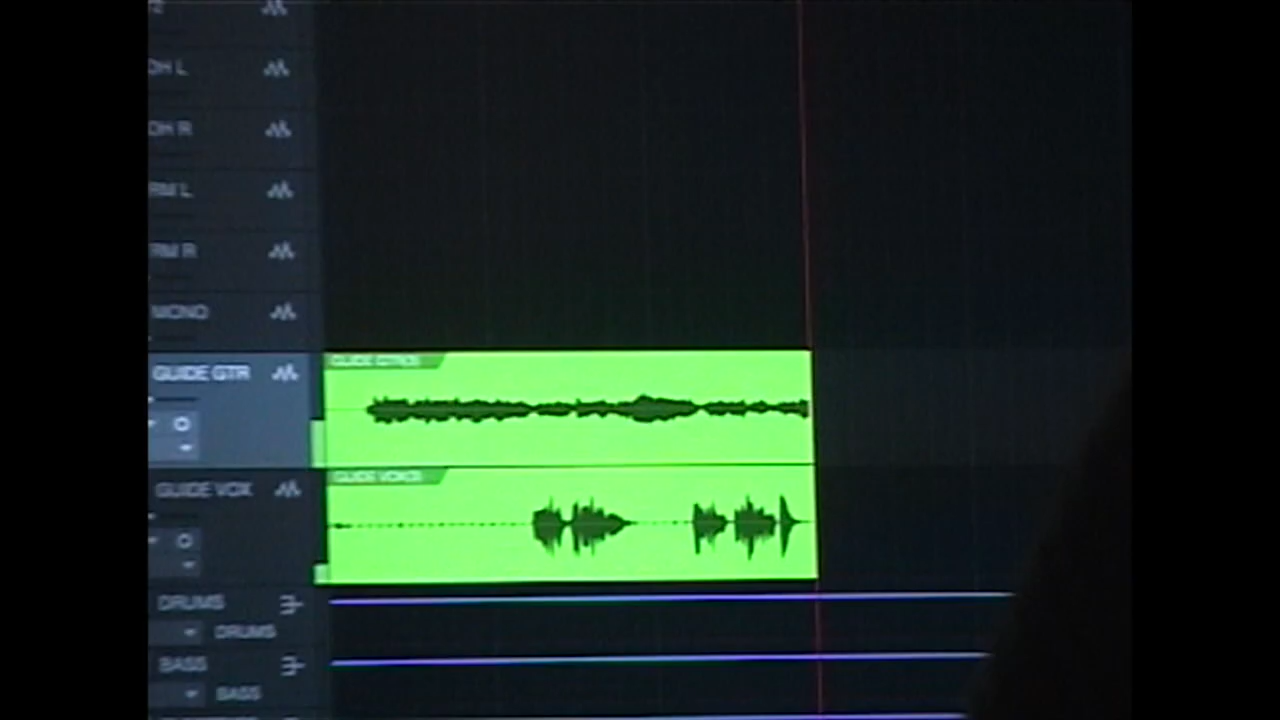 OH L
OH R
RM L
RM R
MONO
GUIDE GTR
GUIDE VOX
DRUMS
DRUMS
BASS
BASS